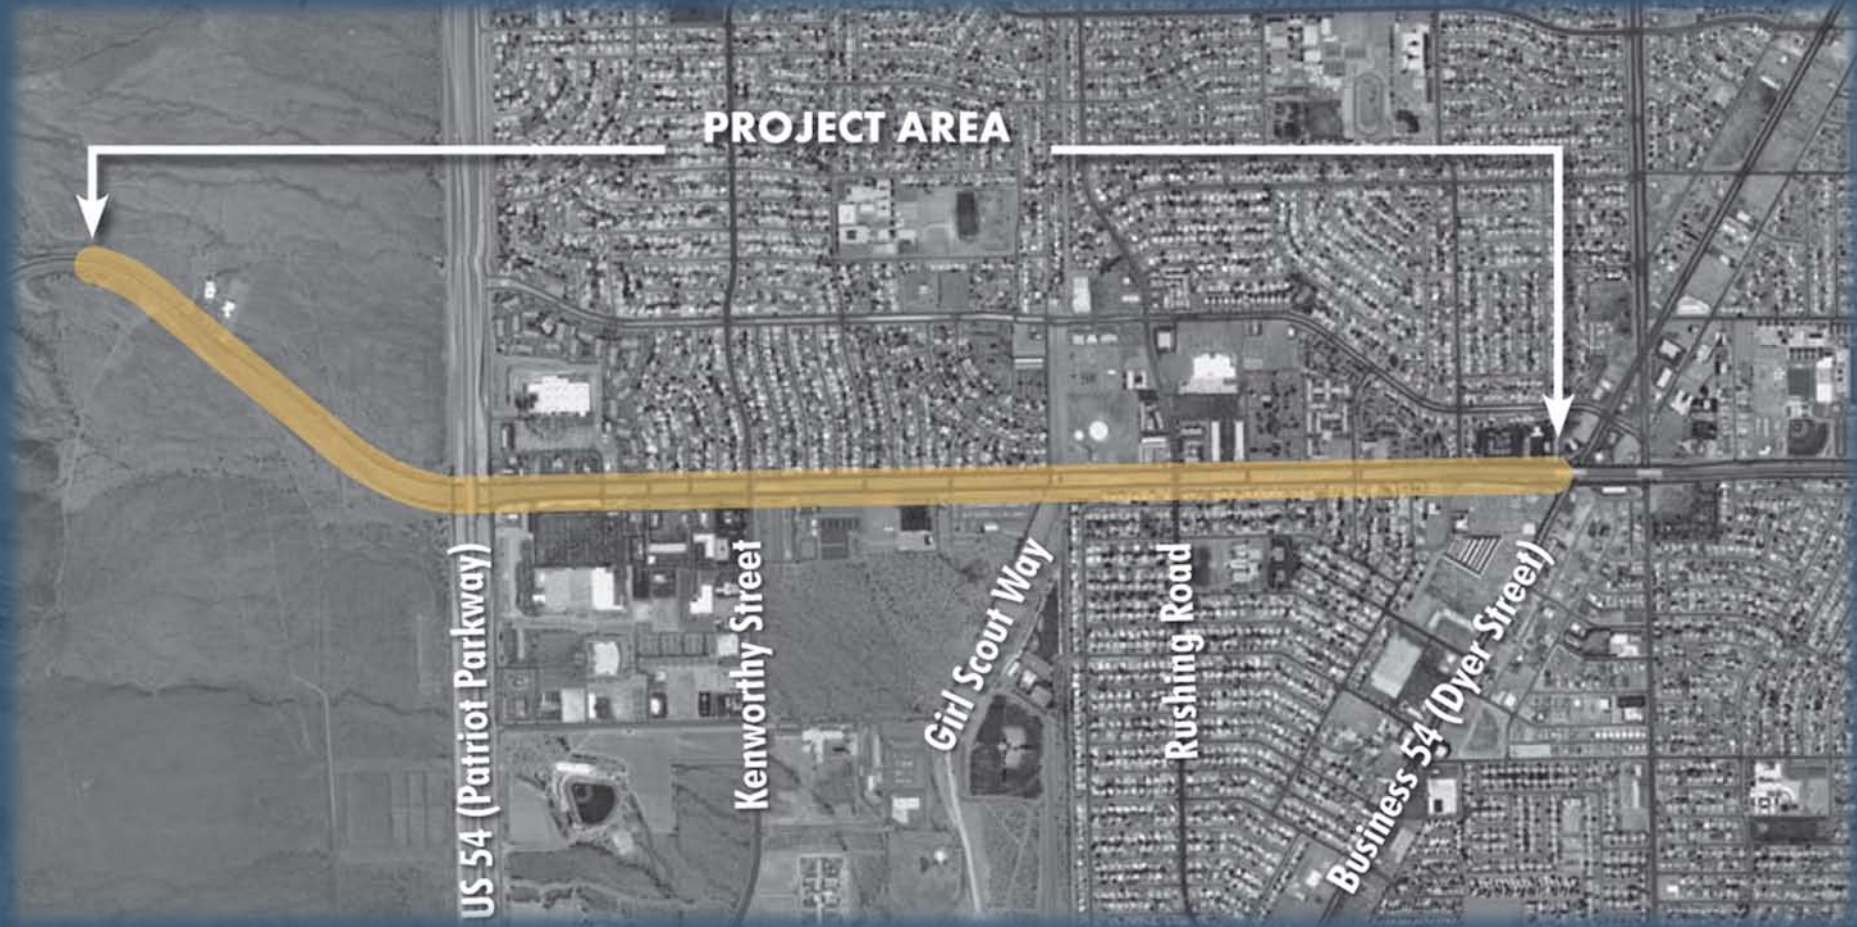 PROJECT AREA
US 54 (Patriot Parkway)
Kenworthy Street
Girl Scout Way
Rushing Road
Business 54 (Dyer Street)